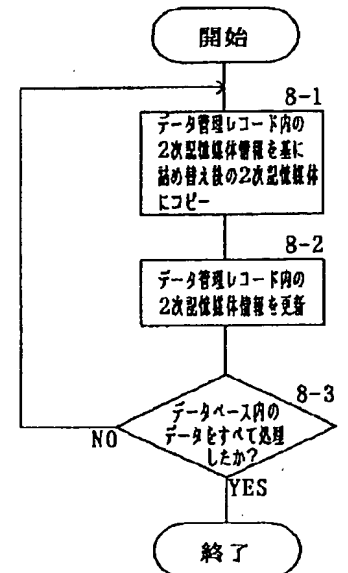 開始
8-1
データ管理レコード内の
2次記憶媒体情報を基に
詰め替え後の2次記憶媒体
にコピー
8-2
データ管理レコード内の
2次記憶媒体情報を更新
8-3
データベース内の
データをすべて処理
したか?
NO
YES
終了